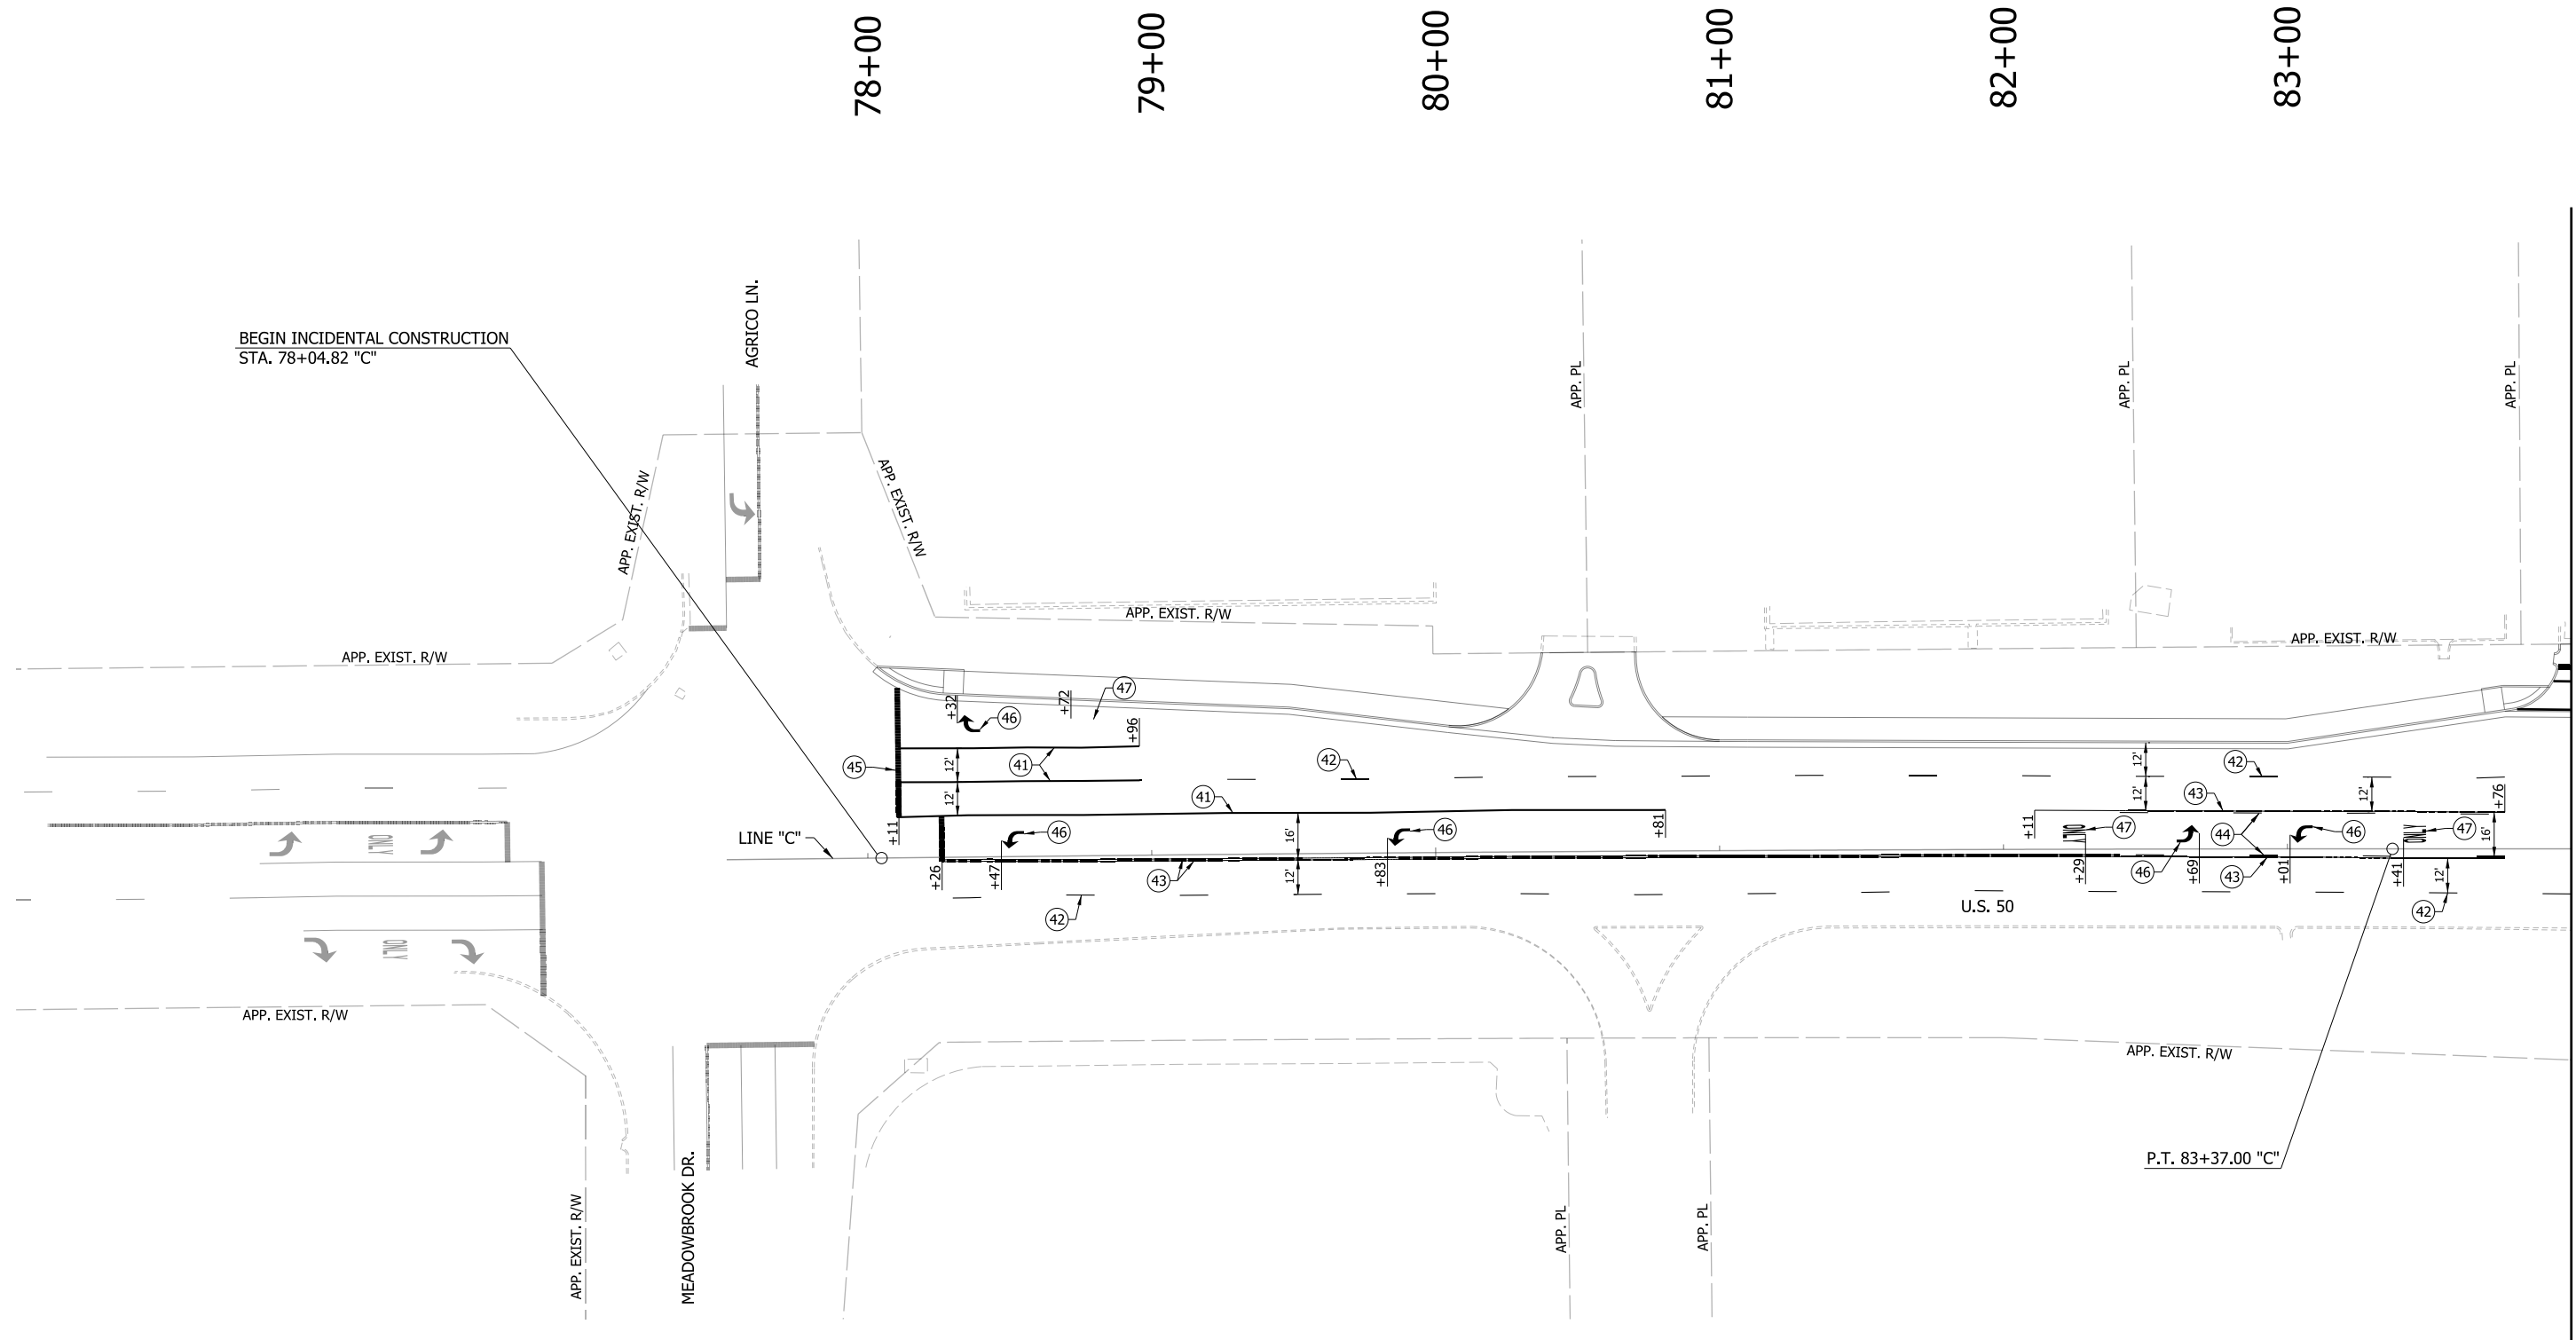 78+00
79+00
80+00
81+00
82+00
83+00
BEGIN INCIDENTAL CONSTRUCTION
STA. 78+04.82 "C"
AGRICO LN.
APP. EXIST. R/W
APP. EXIST. R/W
APP. EXIST. R/W
APP. EXIST. R/W
APP. EXIST. R/W
APP. PL
APP. PL
APP. PL
+32
46
+72
47
+96
45
12'
41
12'
42
+11
41
+81
LINE "C"
+26
+47
46
43
42
16'
12'
+83
46
12'
12'
42
43
12'
+76
+11
ONLY
47
44
46
ONLY
47
16'
+29
46
+69
43
+01
+41
12'
42
U.S. 50
ONLY
ONLY
APP. EXIST. R/W
APP. EXIST. R/W
MEADOWBROOK DR.
APP. PL
APP. PL
APP. EXIST. R/W
P.T. 83+37.00 "C"